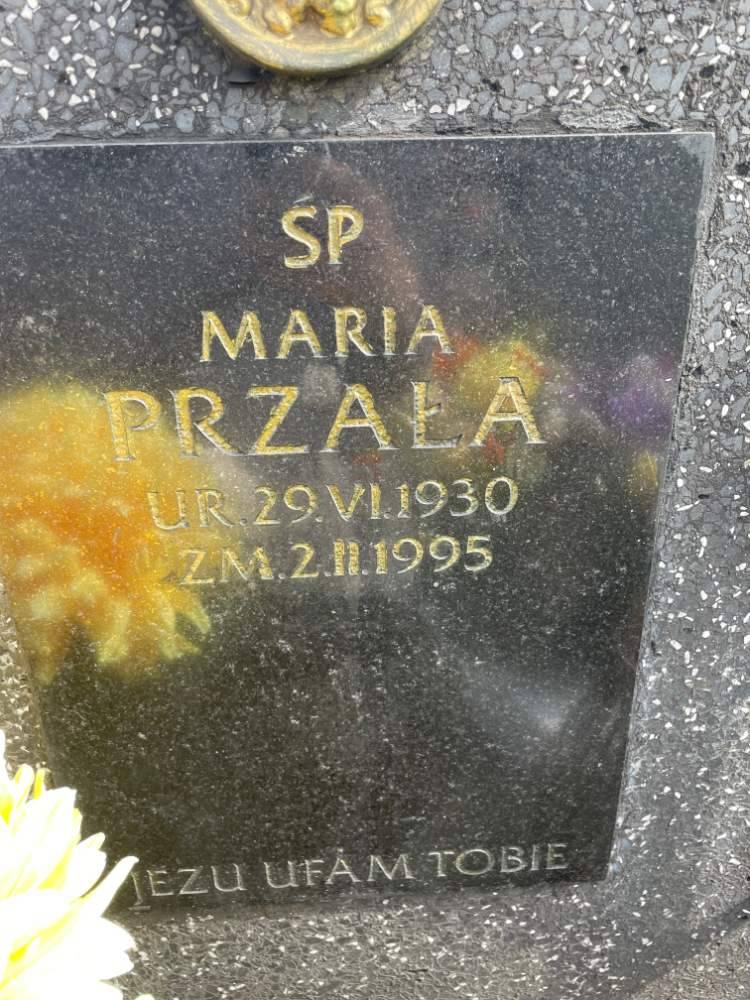 ŚP
MARIA
PRZAŁA
UR.29.VI.1930
ZM.2.II.1995
JEZU UFAM TOBIE